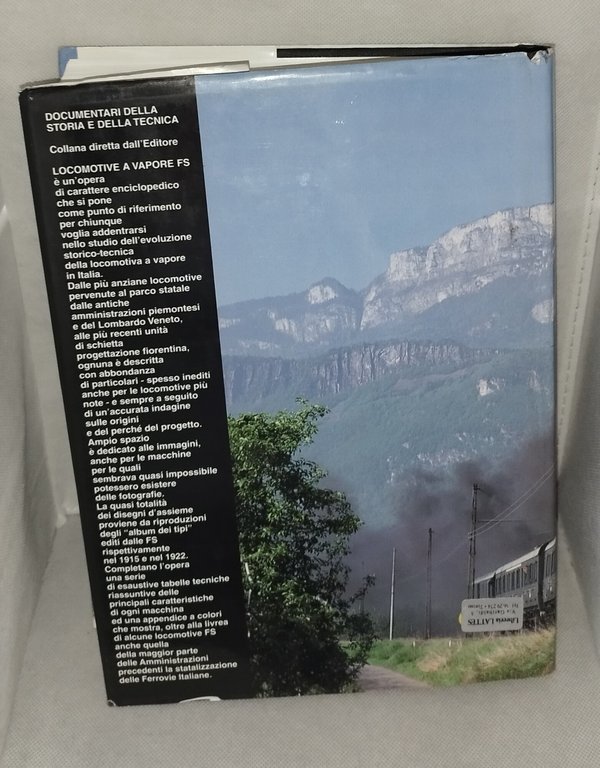 DOCUMENTARI DELLA
STORIA E DELLA TECNICA
Collana diretta dall'Editore
LOCOMOTIVE A VAPORE FS
è un'opera
di carattere enciclopedico
che si pone
come punto di riferimento
per chiunque
voglia addentrarsi
nello studio dell'evoluzione
storico-tecnica
della locomotiva a vapore
in Italia.
Dalle più anziane locomotive
pervenute al parco statale
dalle antiche
amministrazioni piemontesi
e del Lombardo Veneto,
alle più recenti unità
di schietta
progettazione fiorentina,
ognuna è descritta
con abbondanza
di particolari - spesso inediti
anche per le locomotive più
note - e sempre a seguito
di un'accurata indagine
sulle origini
e del perché del progetto.
Ampio spazio
è dedicato alle immagini,
anche per le macchine
per le quali
sembrava quasi impossibile
potessero esistere
delle fotografie.
La quasi totalità
dei disegni d'assieme
proviene da riproduzioni
degli "album dei tipi"
editi dalle FS
rispettivamente
nel 1915 e nel 1922.
Completano l'opera
una serie
di esaustive tabelle tecniche
riassuntive delle
principali caratteristiche
di ogni macchina
ed una appendice a colori
che mostra, oltre alla livrea
di alcune locomotive FS
anche quella
della maggior parte
delle Amministrazioni
precedenti la statalizzazione
delle Ferrovie Italiane.
Libreria LATTES